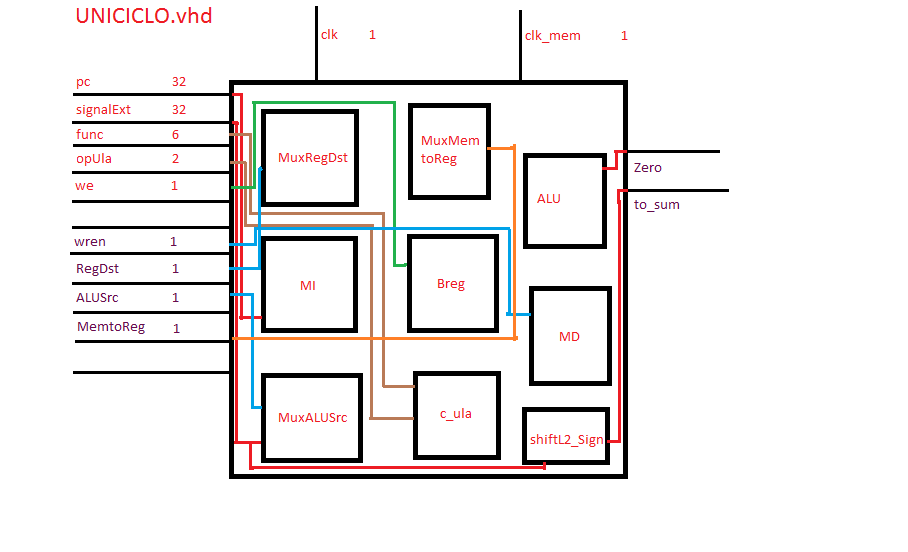 UNICICLO.vhd
clk 1
clk_mem 1
pc 32
signalExt 32
func 6
opUla 2
we 1
wren 1
RegDst 1
ALUSrc 1
MemtoReg 1
MuxRegDst
MuxMem
toReg
ALU
MI
Breg
MD
MuxALUSrc
c_ula
shiftL2_Sign
Zero
to_sum